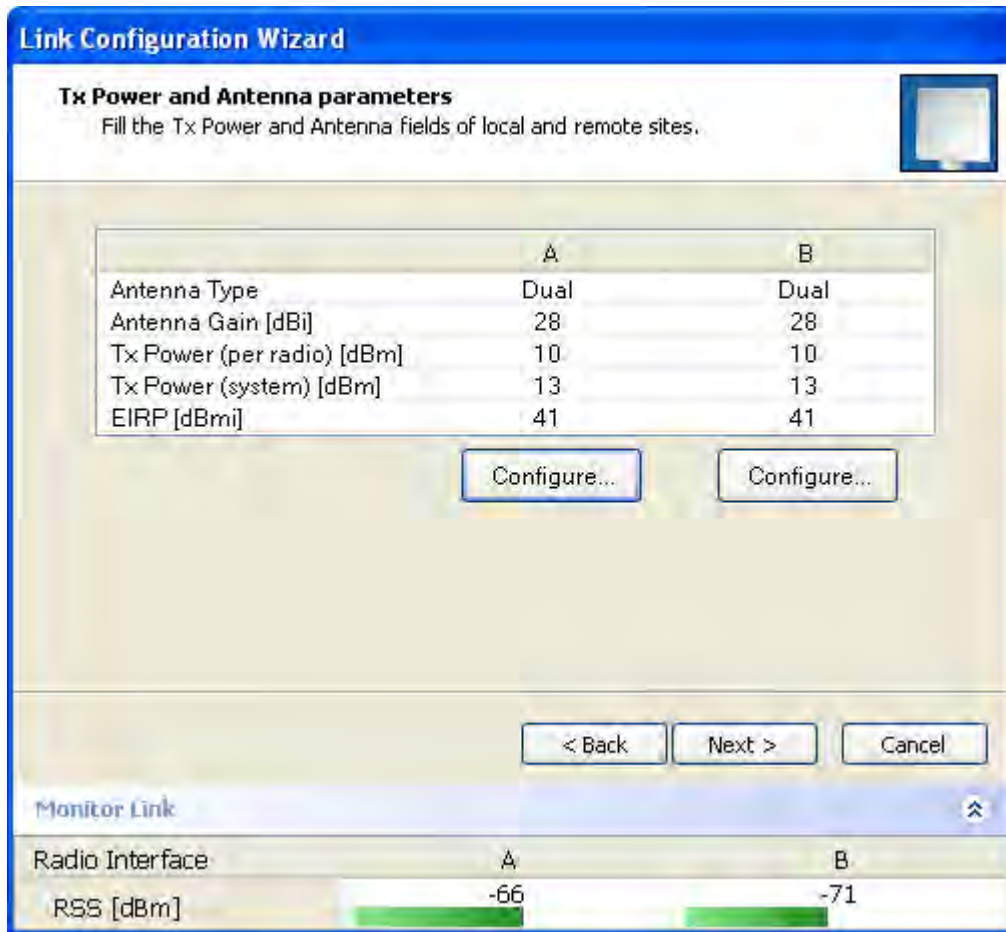 Link Configuration Wizard
Tx Power and Antenna parameters
Fill the Tx Power and Antenna fields of local and remote sites.
A B
Antenna Type Dual Dual
Antenna Gain [dBi] 28 28
Tx Power (per radio) [dBm] 10 10
Tx Power (system) [dBm] 13 13
EIRP [dBmi] 41 41
Configure... Configure...
< Back Next > Cancel
Monitor Link
Radio Interface A B
RSS [dBm] -66 -71